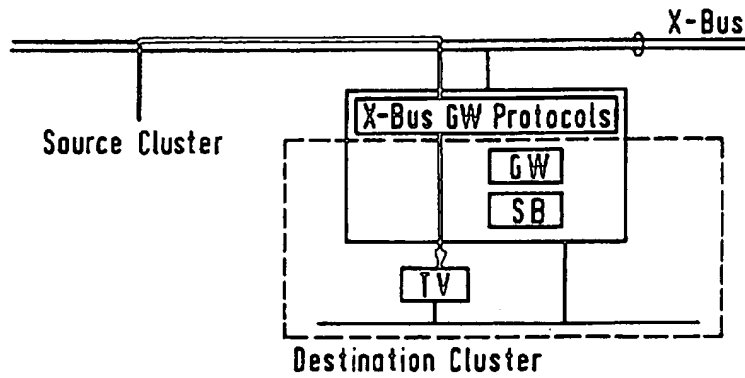 X-Bus
X-Bus GW Protocols
Source Cluster
GW
SB
TV
Destination Cluster